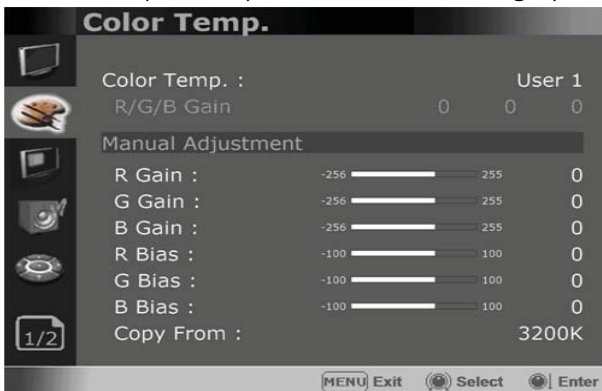 Color Temp.
Color Temp. : User 1
R/G/B Gain 0 0 0
Manual Adjustment
R Gain : -256 255 0
G Gain : -256 255 0
B Gain : -256 255 0
R Bias : -100 100 0
G Bias : -100 100 0
B Bias : -100 100 0
Copy From : 3200K
1/2
MENU Exit Select Enter